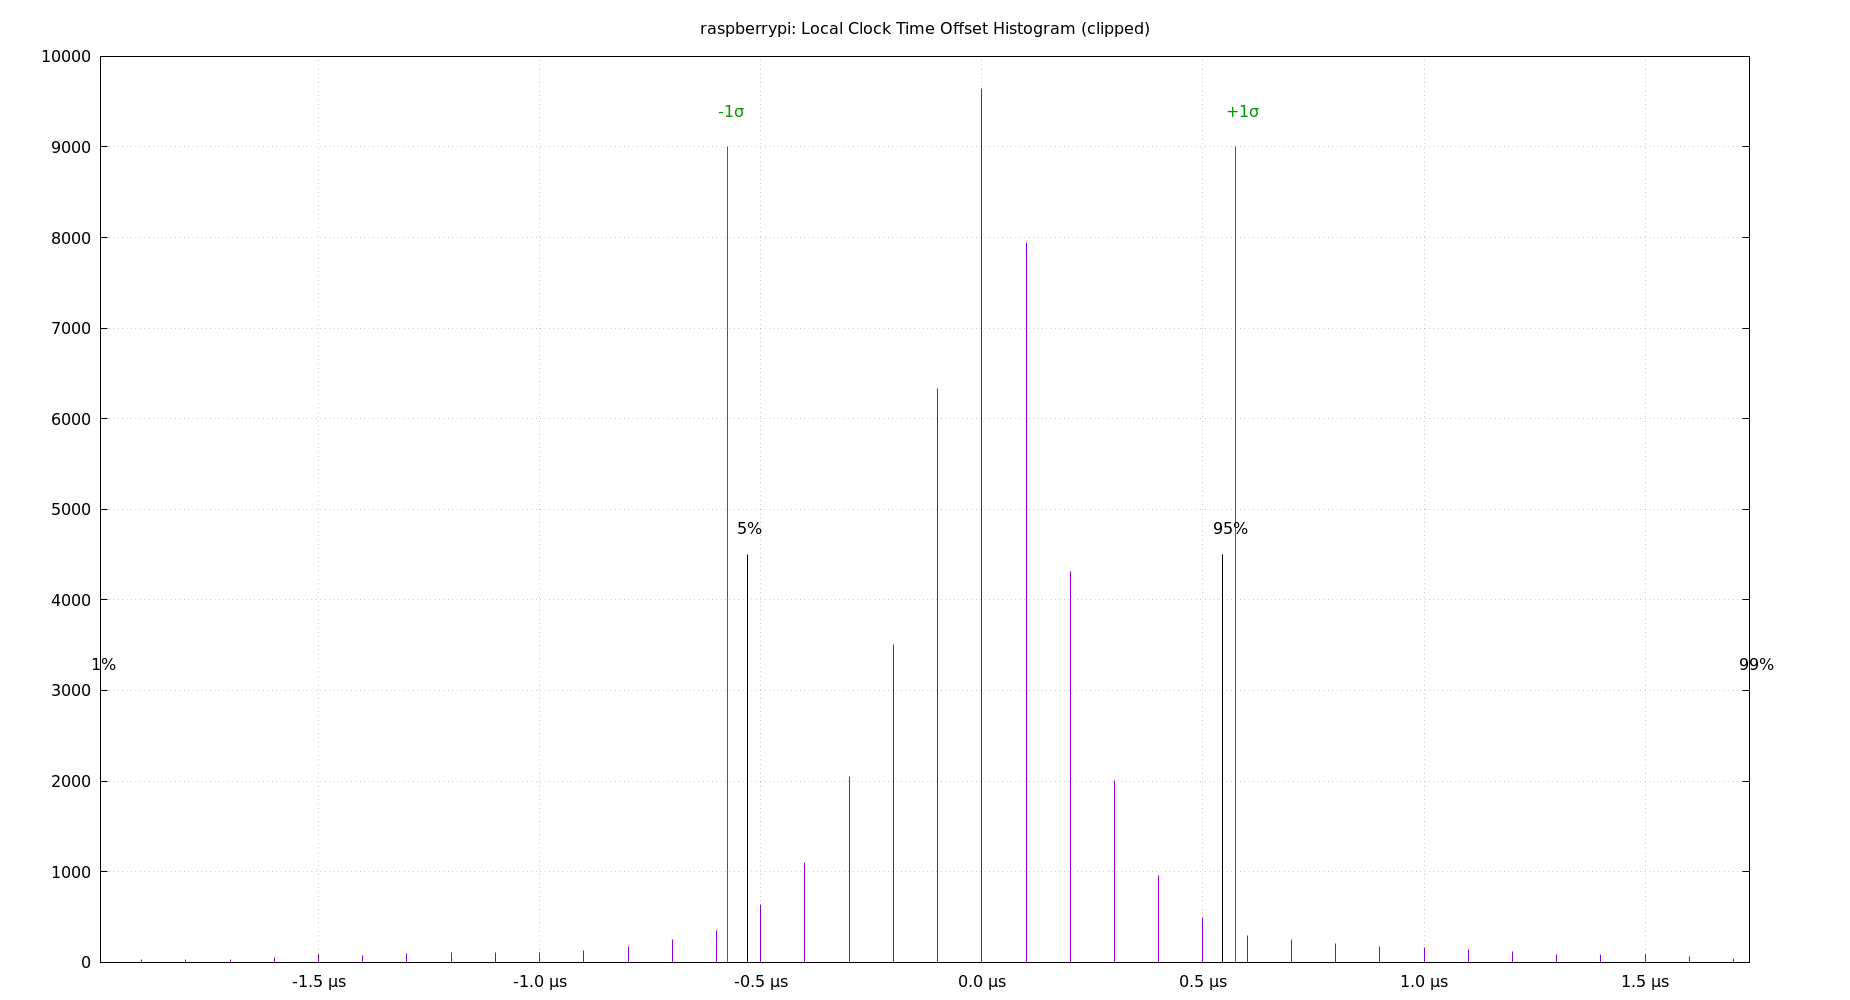 raspberrypi: Local Clock Time Offset Histogram (clipped)
10000
-1σ
+1σ
9000
8000
7000
6000
5000
5%
95%
4000
1%
99%
3000
2000
1000
0
-1.5 µs
-1.0 µs
-0.5 µs
0.0 µs
0.5 µs
1.0 µs
1.5 µs